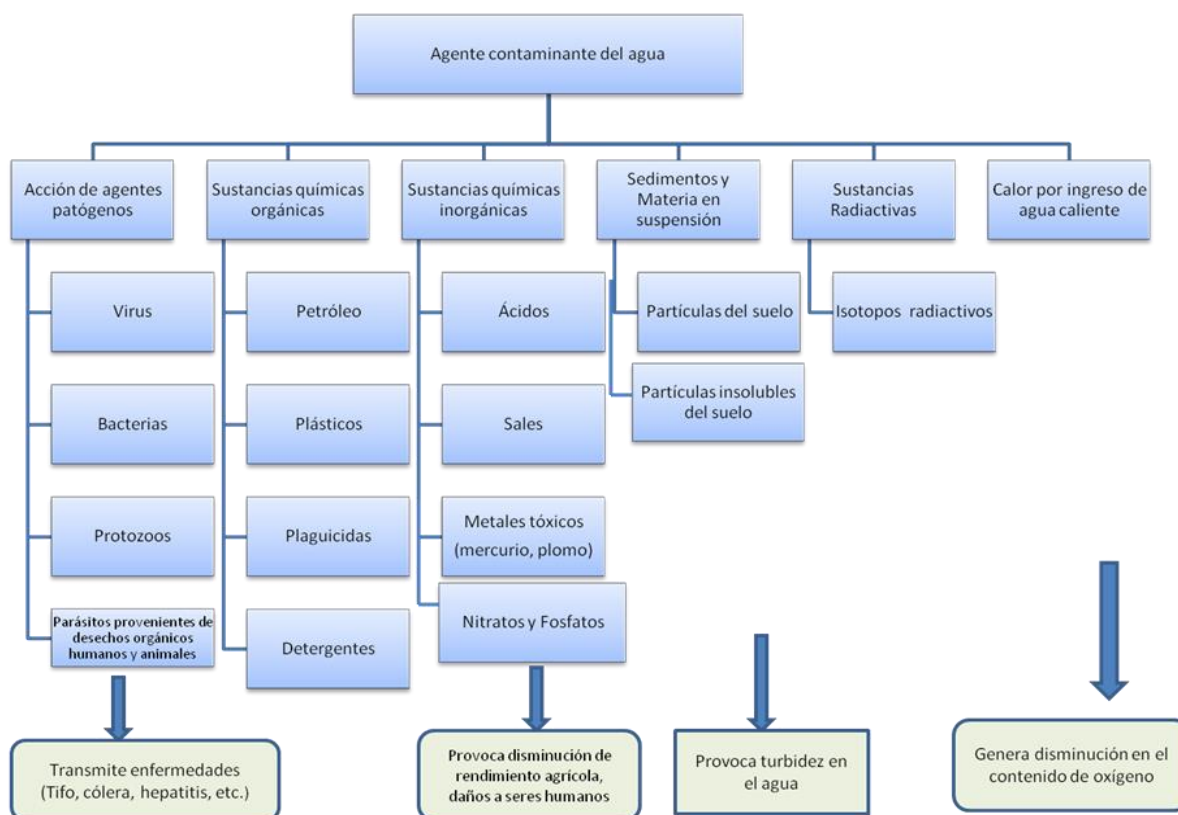 Agente contaminante del agua
Acción de agentes
patógenos
Sustancias químicas
orgánicas
Sustancias químicas
inorgánicas
Sedimentos y
Materia en
suspensión
Sustancias
Radiactivas
Calor por ingreso de
agua caliente
Virus
Petróleo
Ácidos
Partículas del suelo
Isotopos radiactivos
Bacterias
Plásticos
Sales
Partículas insolubles
del suelo
Protozoos
Plaguicidas
Metales tóxicos
(mercurio, plomo)
Parásitos provenientes de
desechos orgánicos
humanos y animales
Detergentes
Nitratos y Fosfatos
Transmite enfermedades
(Tifo, cólera, hepatitis, etc.)
Provoca disminución de
rendimiento agrícola,
daños a seres humanos
Provoca turbidez en
el agua
Genera disminución en el
contenido de oxígeno